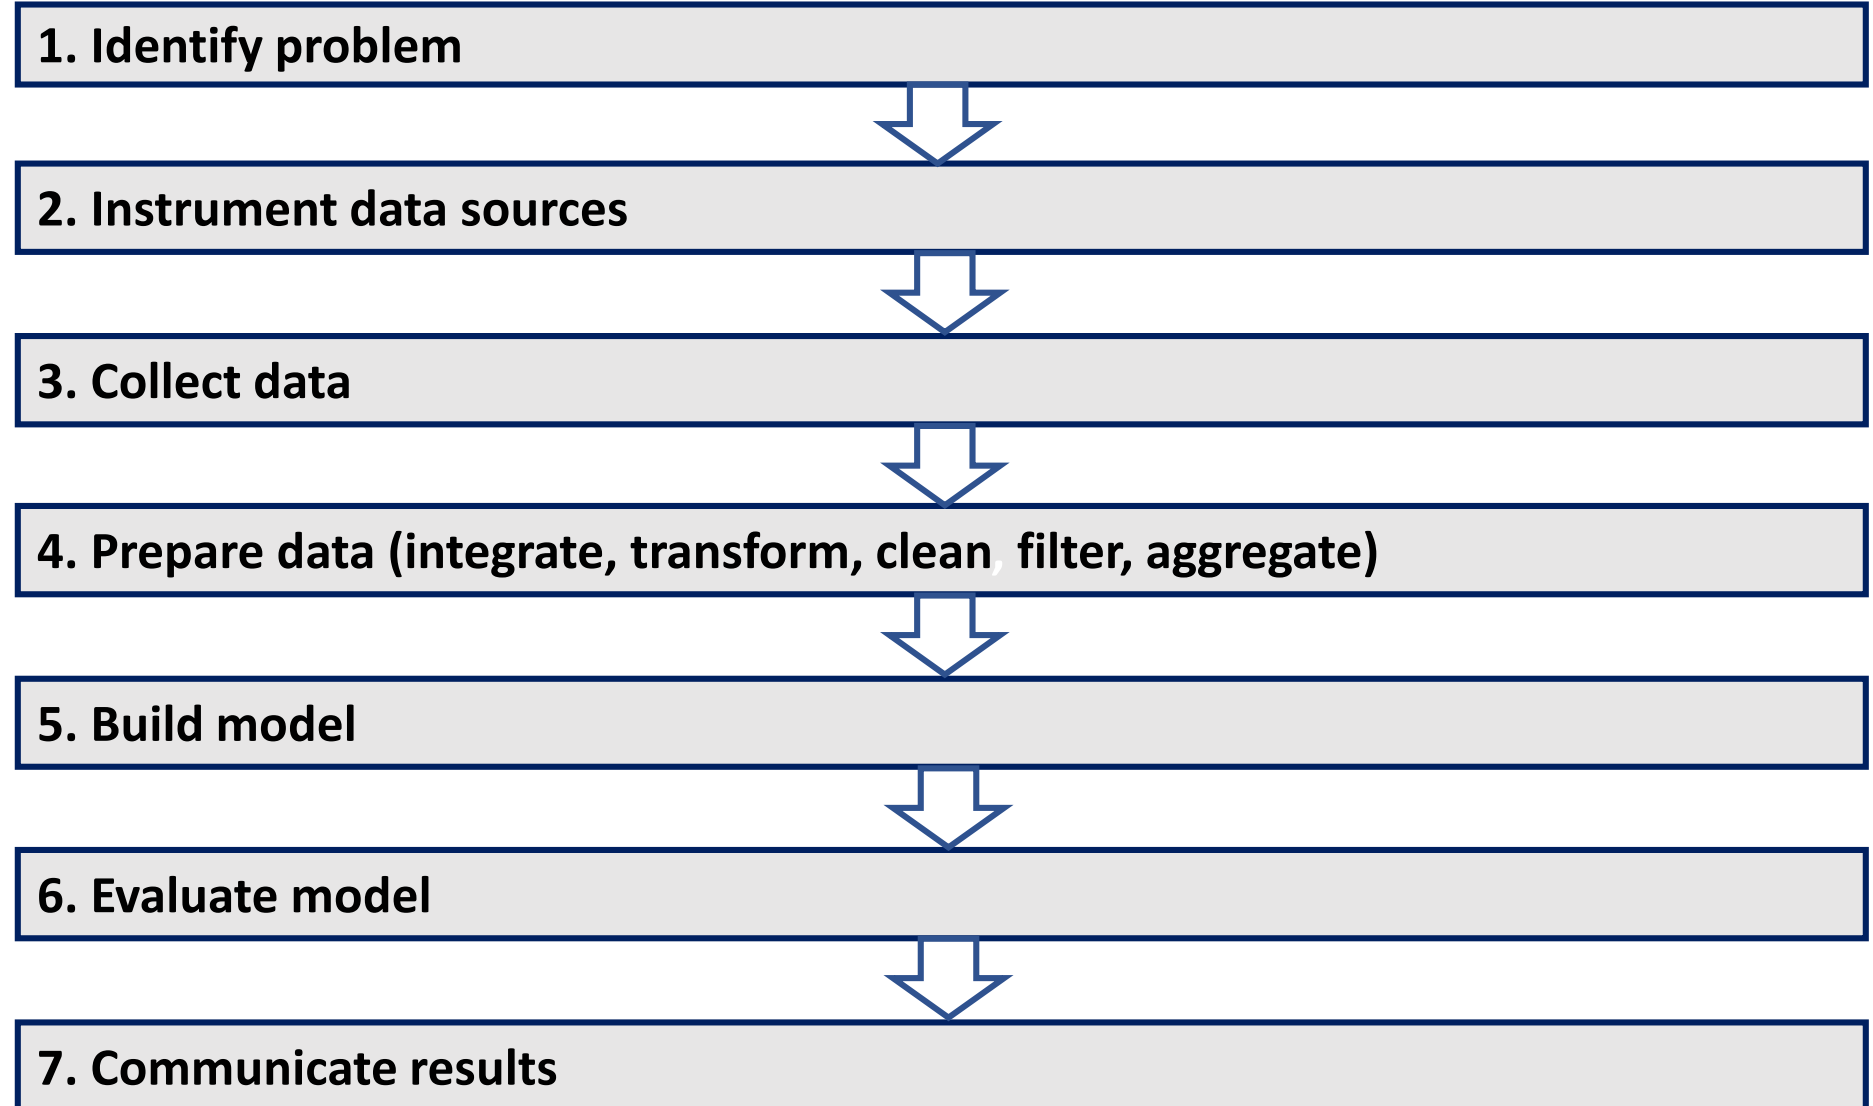 1. Identify problem
2. Instrument data sources
3. Collect data
4. Prepare data (integrate, transform, clean, filter, aggregate)
5. Build model
6. Evaluate model
7. Communicate results